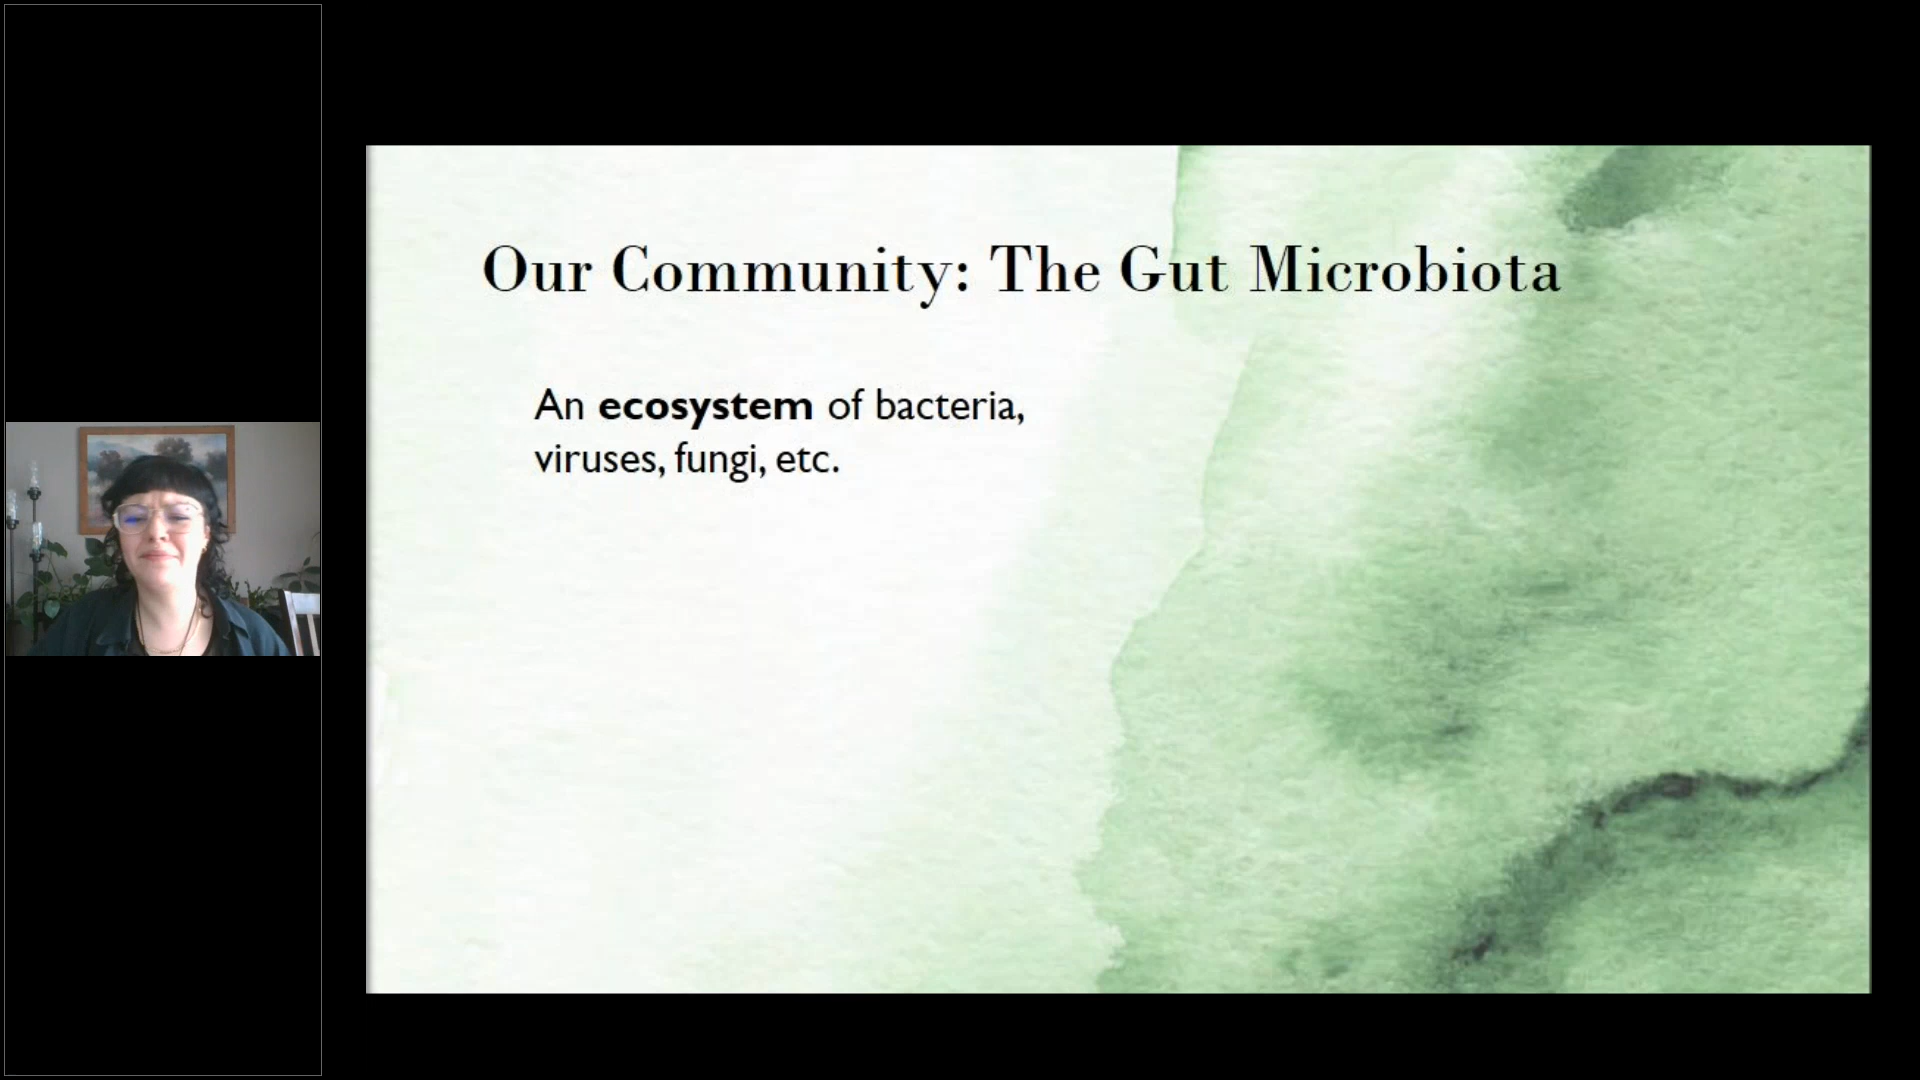 Our Community: The Gut Microbiota
An ecosystem of bacteria,
viruses, fungi, etc.